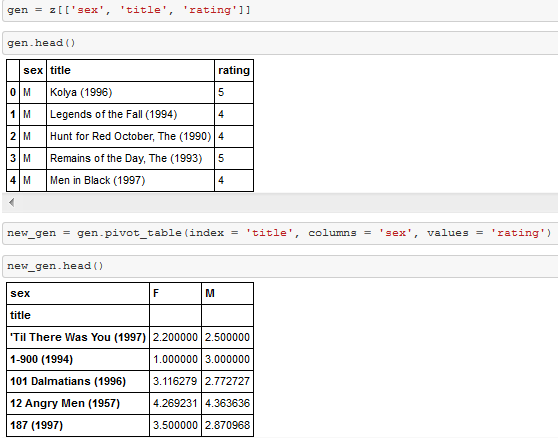 gen = z[['sex', 'title', 'rating']]
gen.head()
sex title rating
0 M Kolya (1996) 5
1 M Legends of the Fall (1994) 4
2 M Hunt for Red October, The (1990) 4
3 M Remains of the Day, The (1993) 5
4 M Men in Black (1997) 4
new_gen = gen.pivot_table(index = 'title', columns = 'sex', values = 'rating')
new_gen.head()
sex F M
title
'Til There Was You (1997) 2.200000 2.500000
1-900 (1994) 1.000000 3.000000
101 Dalmatians (1996) 3.116279 2.772727
12 Angry Men (1957) 4.269231 4.363636
187 (1997) 3.500000 2.870968